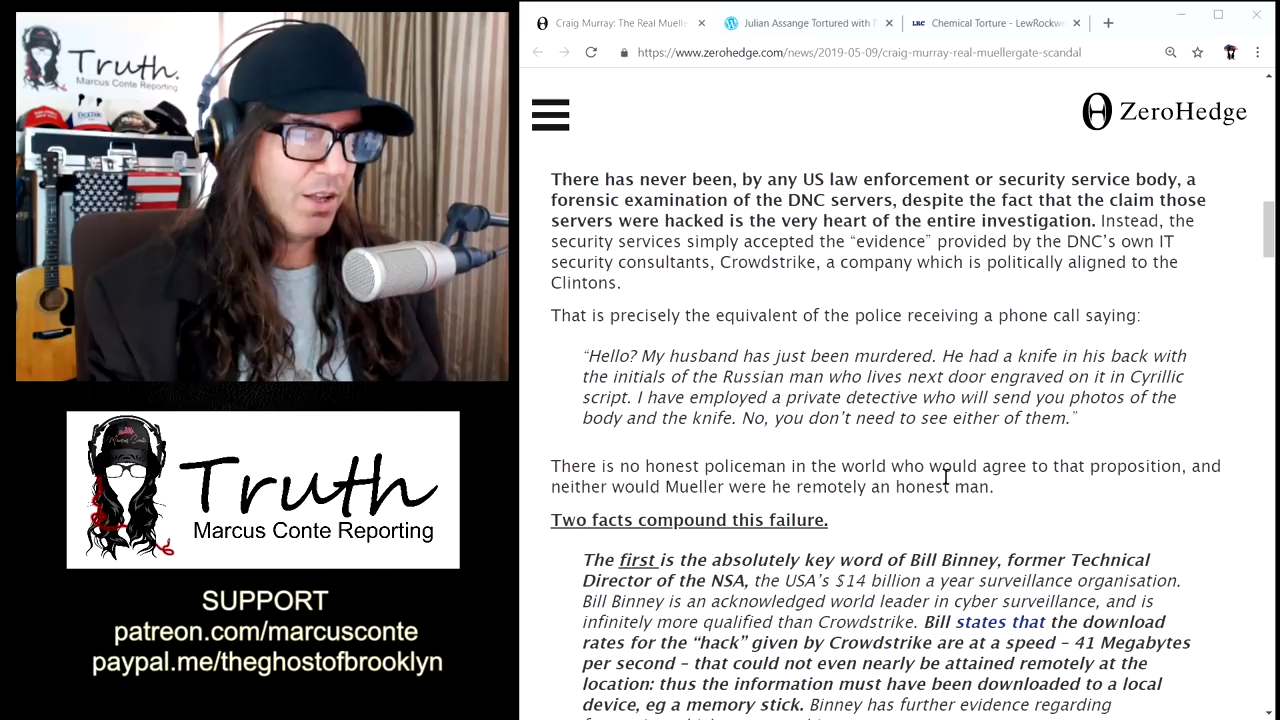 Truth.
Marcus Conte Reporting
Truth
Marcus Conte Reporting
SUPPORT
patreon.com/marcusconte
paypal.me/theghostofbrooklyn
Craig Murray: The Real Muelle
Julian Assange Tortured with
LRC Chemical Torture - LewRockw
https://www.zerohedge.com/news/2019-05-09/craig-murray-real-muellergate-scandal
ZeroHedge
There has never been, by any US law enforcement or security service body, a
forensic examination of the DNC servers, despite the fact that the claim those
servers were hacked is the very heart of the entire investigation. Instead, the
security services simply accepted the “evidence” provided by the DNC’s own IT
security consultants, Crowdstrike, a company which is politically aligned to the
Clintons.
That is precisely the equivalent of the police receiving a phone call saying:
“Hello? My husband has just been murdered. He had a knife in his back with
the initials of the Russian man who lives next door engraved on it in Cyrillic
script. I have employed a private detective who will send you photos of the
body and the knife. No, you don’t need to see either of them.”
There is no honest policeman in the world who would agree to that proposition, and
neither would Mueller were he remotely an honest man.
Two facts compound this failure.
The first is the absolutely key word of Bill Binney, former Technical
Director of the NSA, the USA’s $14 billion a year surveillance organisation.
Bill Binney is an acknowledged world leader in cyber surveillance, and is
infinitely more qualified than Crowdstrike. Bill states that the download
rates for the “hack” given by Crowdstrike are at a speed – 41 Megabytes
per second – that could not even nearly be attained remotely at the
location: thus the information must have been downloaded to a local
device, eg a memory stick. Binney has further evidence regarding